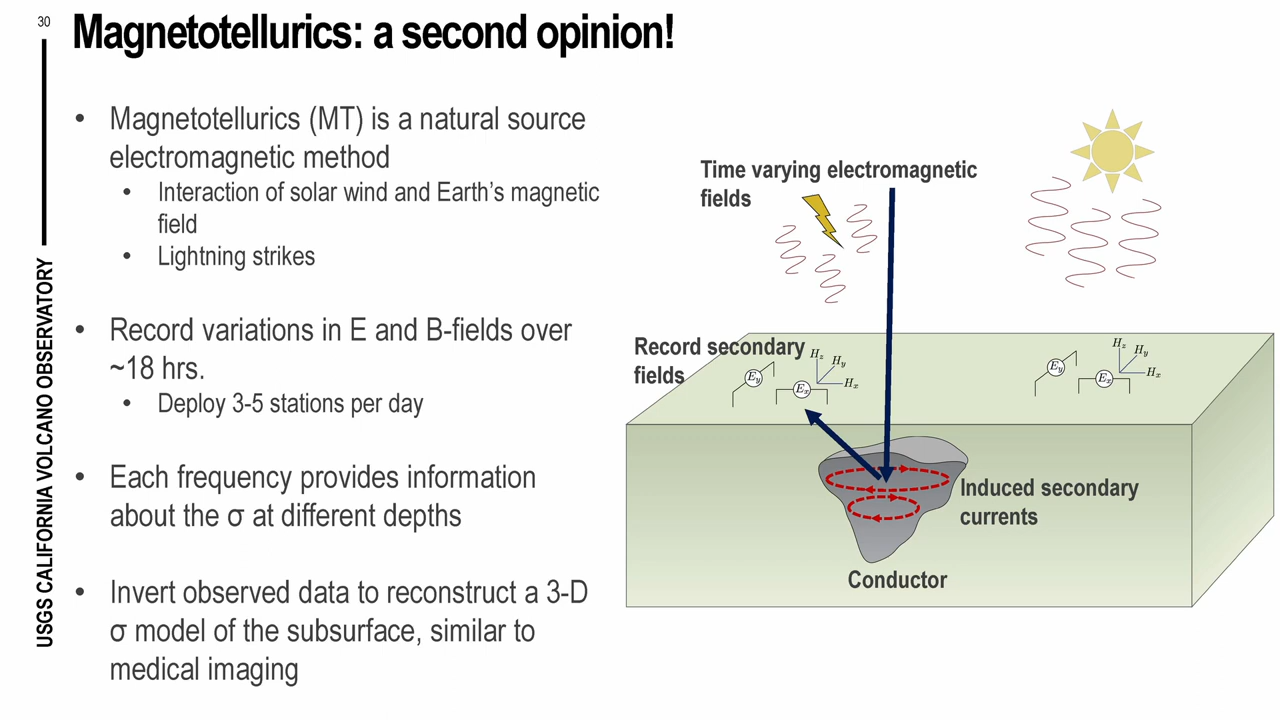 30
Magnetotellurics: a second opinion!
USGS CALIFORNIA VOLCANO OBSERVATORY
• Magnetotellurics (MT) is a natural source
electromagnetic method
• Interaction of solar wind and Earth's magnetic
field
• Lightning strikes
• Record variations in E and B-fields over
~18 hrs.
• Deploy 3-5 stations per day
• Each frequency provides information
about the σ at different depths
• Invert observed data to reconstruct a 3-D
σ model of the subsurface, similar to
medical imaging
Time varying electromagnetic
fields
Record secondary
fields
Hz
Hy
Hx
Ey
Ex
Hz
Hy
Hx
Ey
Ex
Induced secondary
currents
Conductor